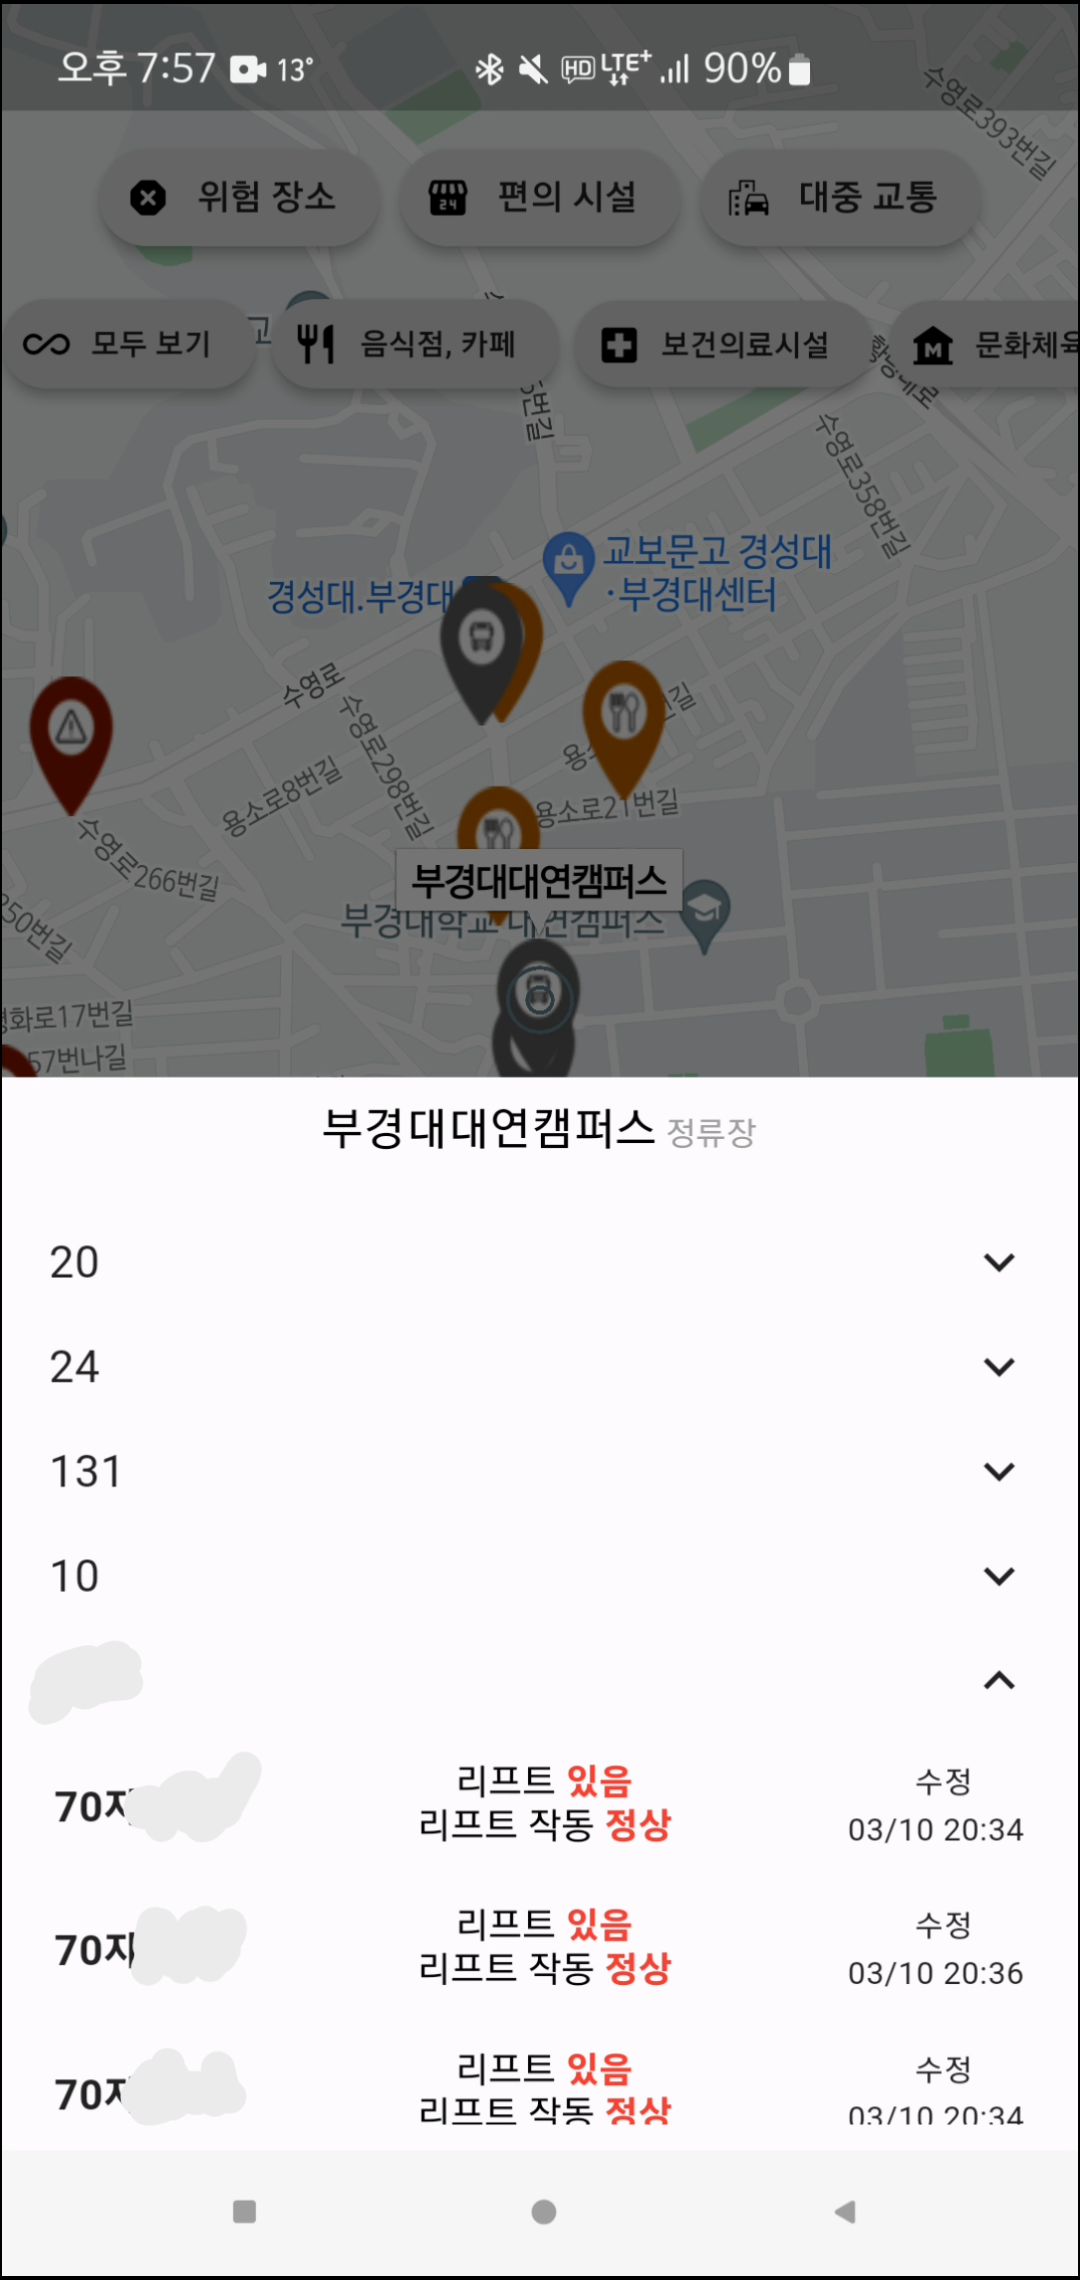 오후 7:57 13° HD LTE+ 90%
수영로393번길
위험 장소 편의 시설 24 대중 교통
모두 보기 고 음식점, 카페 보건의료시설 문화체육
5번길
수영로358번길
교보문고 경성대
·부경대센터
경성대.부경대
수영로
수영로298번길
용소로8번길
용소로21번길
수영로266번길
250번길
부경대대연캠퍼스
부경대학교 대연캠퍼스
평화로17번길
57번나길
부경대대연캠퍼스 정류장
20
24
131
10
70자
리프트 있음
리프트 작동 정상
수정
03/10 20:34
70자
리프트 있음
리프트 작동 정상
수정
03/10 20:36
70자
리프트 있음
리프트 작동 정상
수정
03/10 20:34